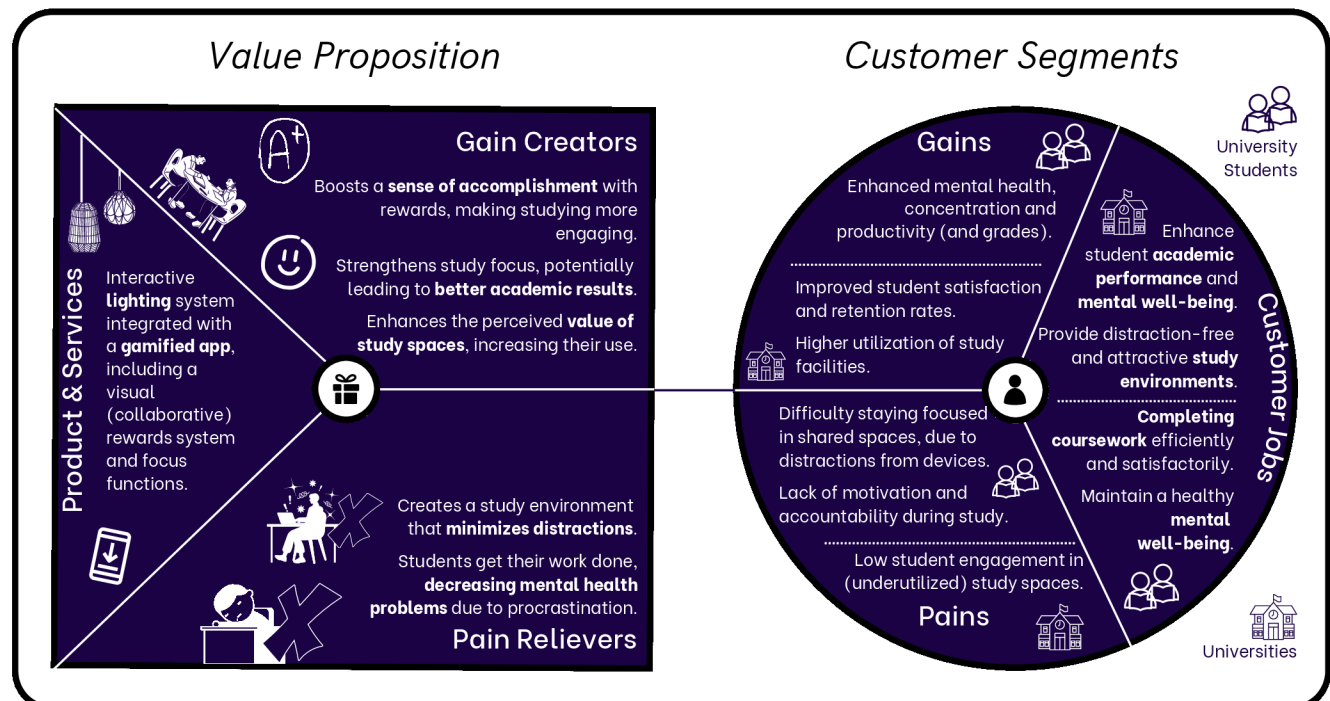 Value Proposition
Customer Segments
Gain Creators
A+
Boosts a sense of accomplishment with
rewards, making studying more
engaging.
Strengthens study focus, potentially
leading to better academic results.
Enhances the perceived value of
study spaces, increasing their use.
Product & Services
Interactive
lighting system
integrated with
a gamified app,
including a
visual
(collaborative)
rewards system
and focus
functions.
Creates a study environment
that minimizes distractions.
Students get their work done,
decreasing mental health
problems due to procrastination.
Pain Relievers
Gains
Enhanced mental health,
concentration and
productivity (and grades).
Improved student satisfaction
and retention rates.
Higher utilization of study
facilities.
Difficulty staying focused
in shared spaces, due to
distractions from devices.
Lack of motivation and
accountability during study.
Low student engagement in
(underutilized) study spaces.
Pains
Enhance
student academic
performance and
mental well-being.
Provide distraction-free
and attractive study
environments.
Completing
coursework efficiently
and satisfactorily.
Maintain a healthy
mental
well-being.
Customer Jobs
University
Students
Universities